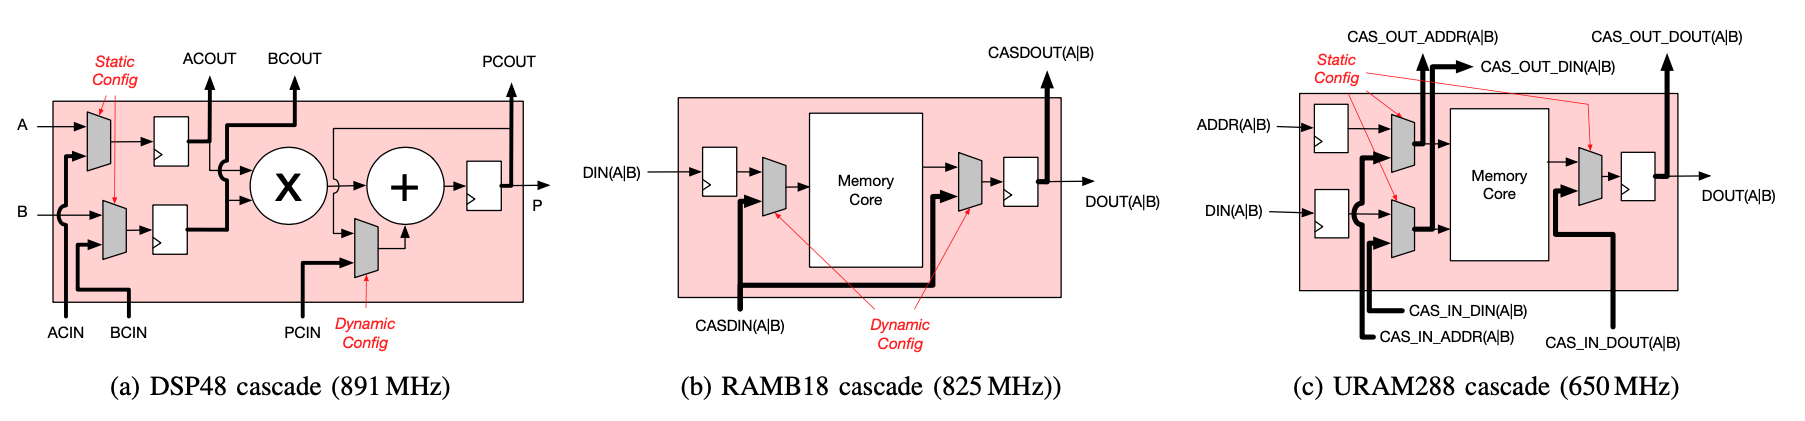 Static
Config
ACOUT
BCOUT
PCOUT
A
B
X
+
P
ACIN
BCIN
PCIN
Dynamic
Config
(a) DSP48 cascade (891 MHz)
CASDOUT(A|B)
DIN(A|B)
Memory
Core
DOUT(A|B)
CASDIN(A|B)
Dynamic
Config
(b) RAMB18 cascade (825 MHz))
CAS_OUT_ADDR(A|B)
CAS_OUT_DOUT(A|B)
Static
Config
CAS_OUT_DIN(A|B)
ADDR(A|B)
DIN(A|B)
Memory
Core
DOUT(A|B)
CAS_IN_DIN(A|B)
CAS_IN_ADDR(A|B)
CAS_IN_DOUT(A|B)
(c) URAM288 cascade (650 MHz)